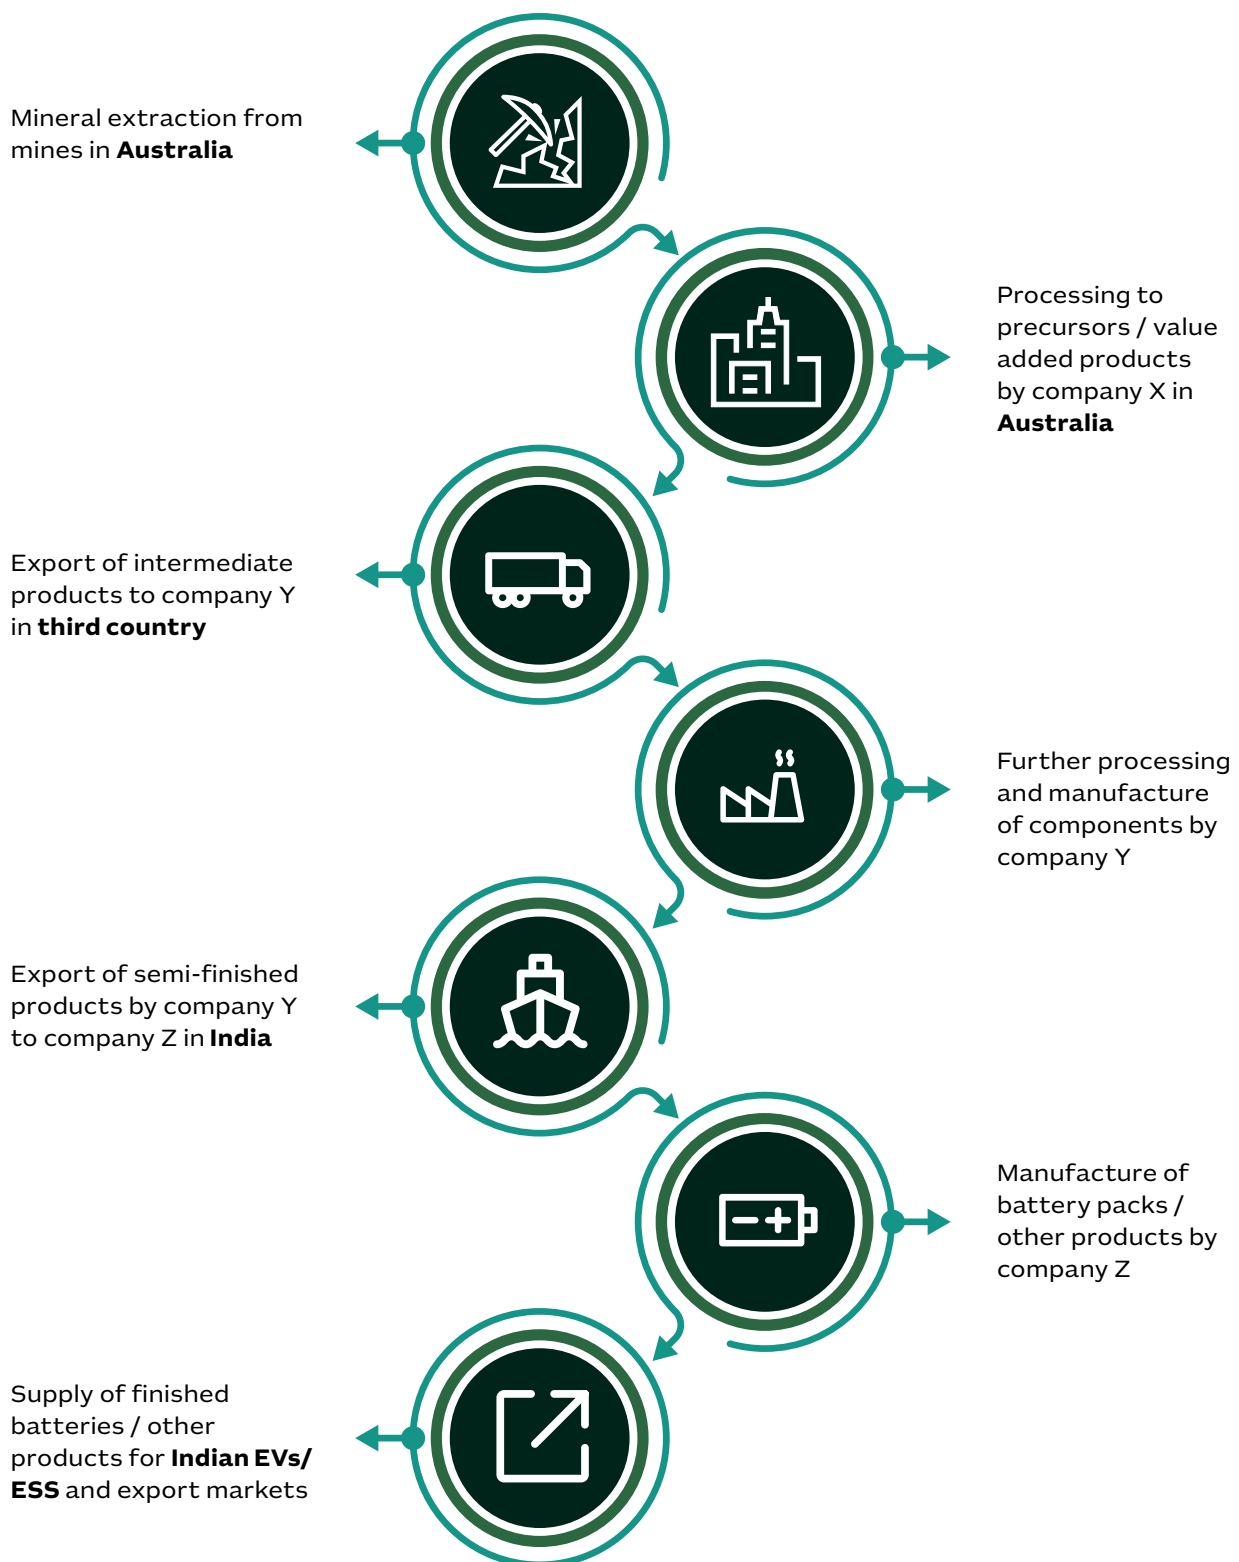 Mineral extraction from
mines in Australia
Processing to
precursors / value
added products
by company X in
Australia
Export of intermediate
products to company Y
in third country
Further processing
and manufacture
of components by
company Y
Export of semi-finished
products by company Y
to company Z in India
Manufacture of
battery packs /
other products by
company Z
Supply of finished
batteries / other
products for Indian EVs/
ESS and export markets